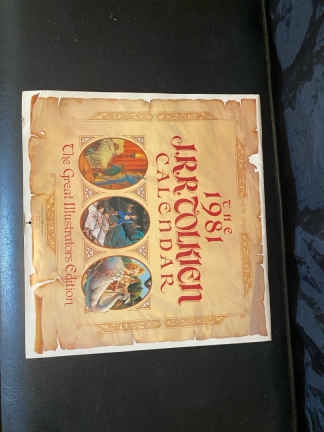 THE
1981
J.R.R. TOLKIEN
CALENDAR
The Great Illustrators Edition